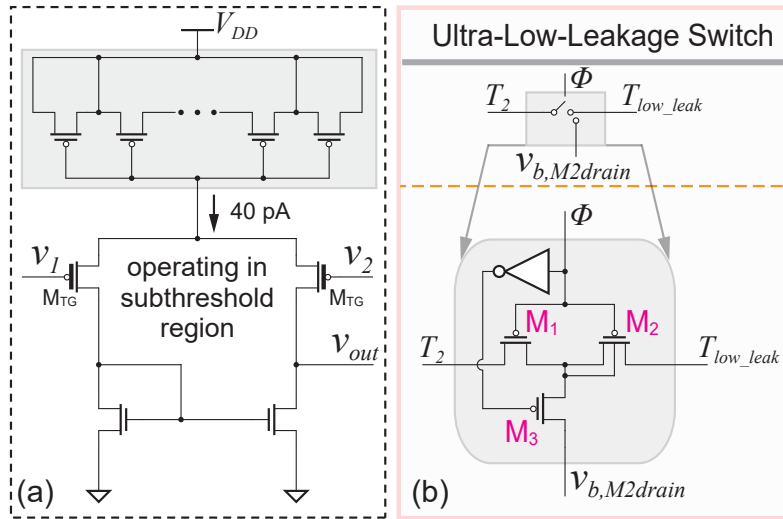 V_DD
40 pA
v_1
v_2
M_TG
operating in
subthreshold
region
M_TG
v_out
(a)
Ultra-Low-Leakage Switch
Φ
T_2
T_low_leak
v_b,M2drain
Φ
M_1
M_2
T_2
T_low_leak
M_3
v_b,M2drain
(b)